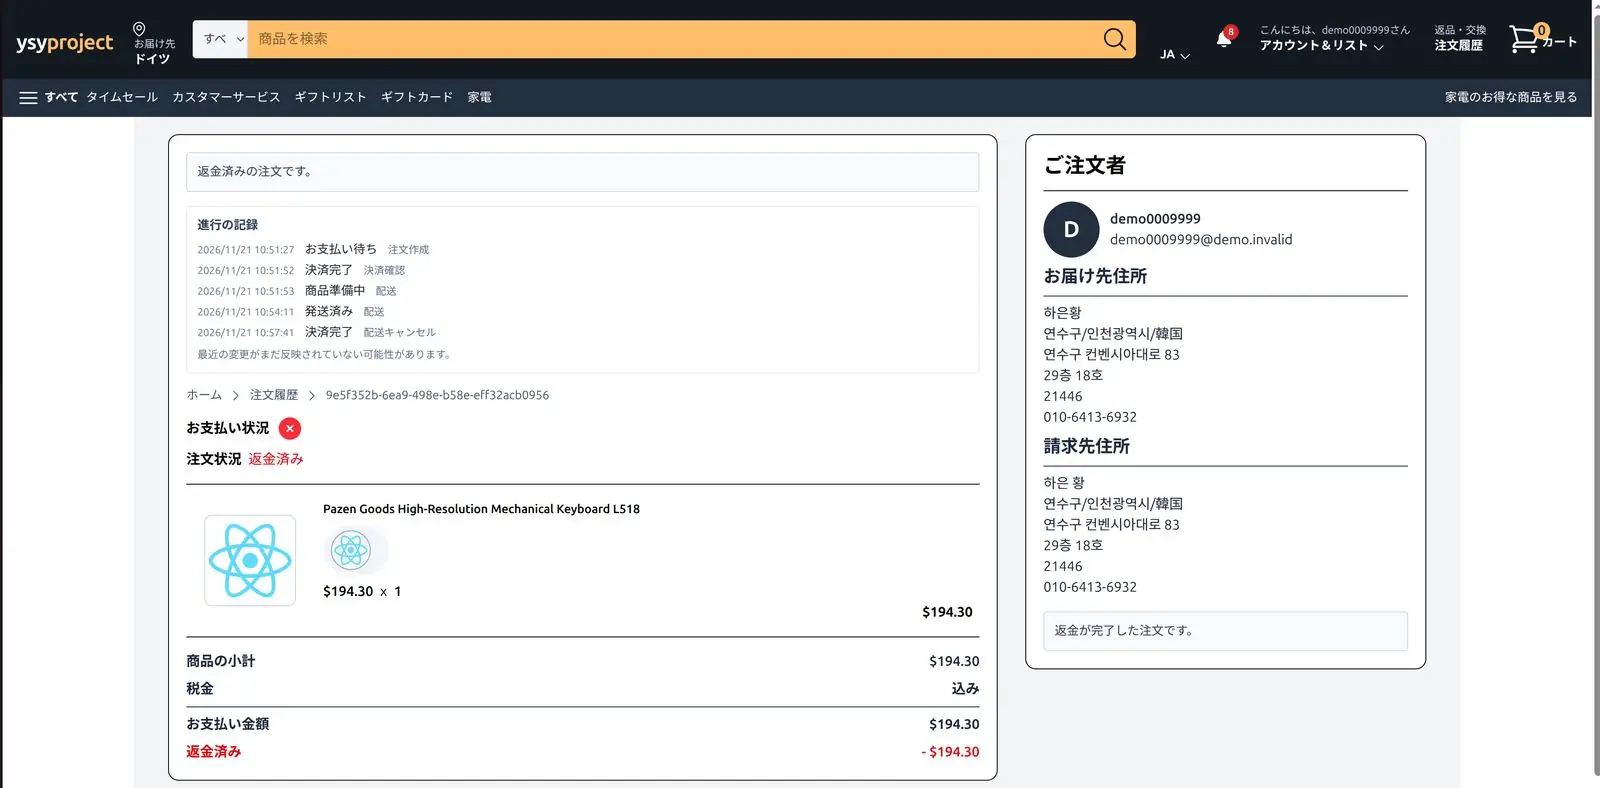 ysyproject
お届け先
ドイツ
すべ
商品を検索
JA
8
こんにちは、demo0009999さん
アカウント＆リスト
返品・交換
注文履歴
0
カート
すべて タイムセール カスタマーサービス ギフトリスト ギフトカード 家電
家電のお得な商品を見る
返金済みの注文です。
進行の記録
2026/11/21 10:51:27 お支払い待ち 注文作成
2026/11/21 10:51:52 決済完了 決済確認
2026/11/21 10:51:53 商品準備中 配送
2026/11/21 10:54:11 発送済み 配送
2026/11/21 10:57:41 決済完了 配送キャンセル
最近の変更がまだ反映されていない可能性があります。
ホーム > 注文履歴 > 9e5f352b-6ea9-498e-b58e-eff32acb0956
お支払い状況
注文状況 返金済み
Pazen Goods High-Resolution Mechanical Keyboard L518
$194.30 x 1
$194.30
商品の小計 $194.30
税金 込み
お支払い金額 $194.30
返金済み - $194.30
ご注文者
D
demo0009999
demo0009999@demo.invalid
お届け先住所
하은황
연수구/인천광역시/韓国
연수구 컨벤시아대로 83
29층 18호
21446
010-6413-6932
請求先住所
하은 황
연수구/인천광역시/韓国
연수구 컨벤시아대로 83
29층 18호
21446
010-6413-6932
返金が完了した注文です。